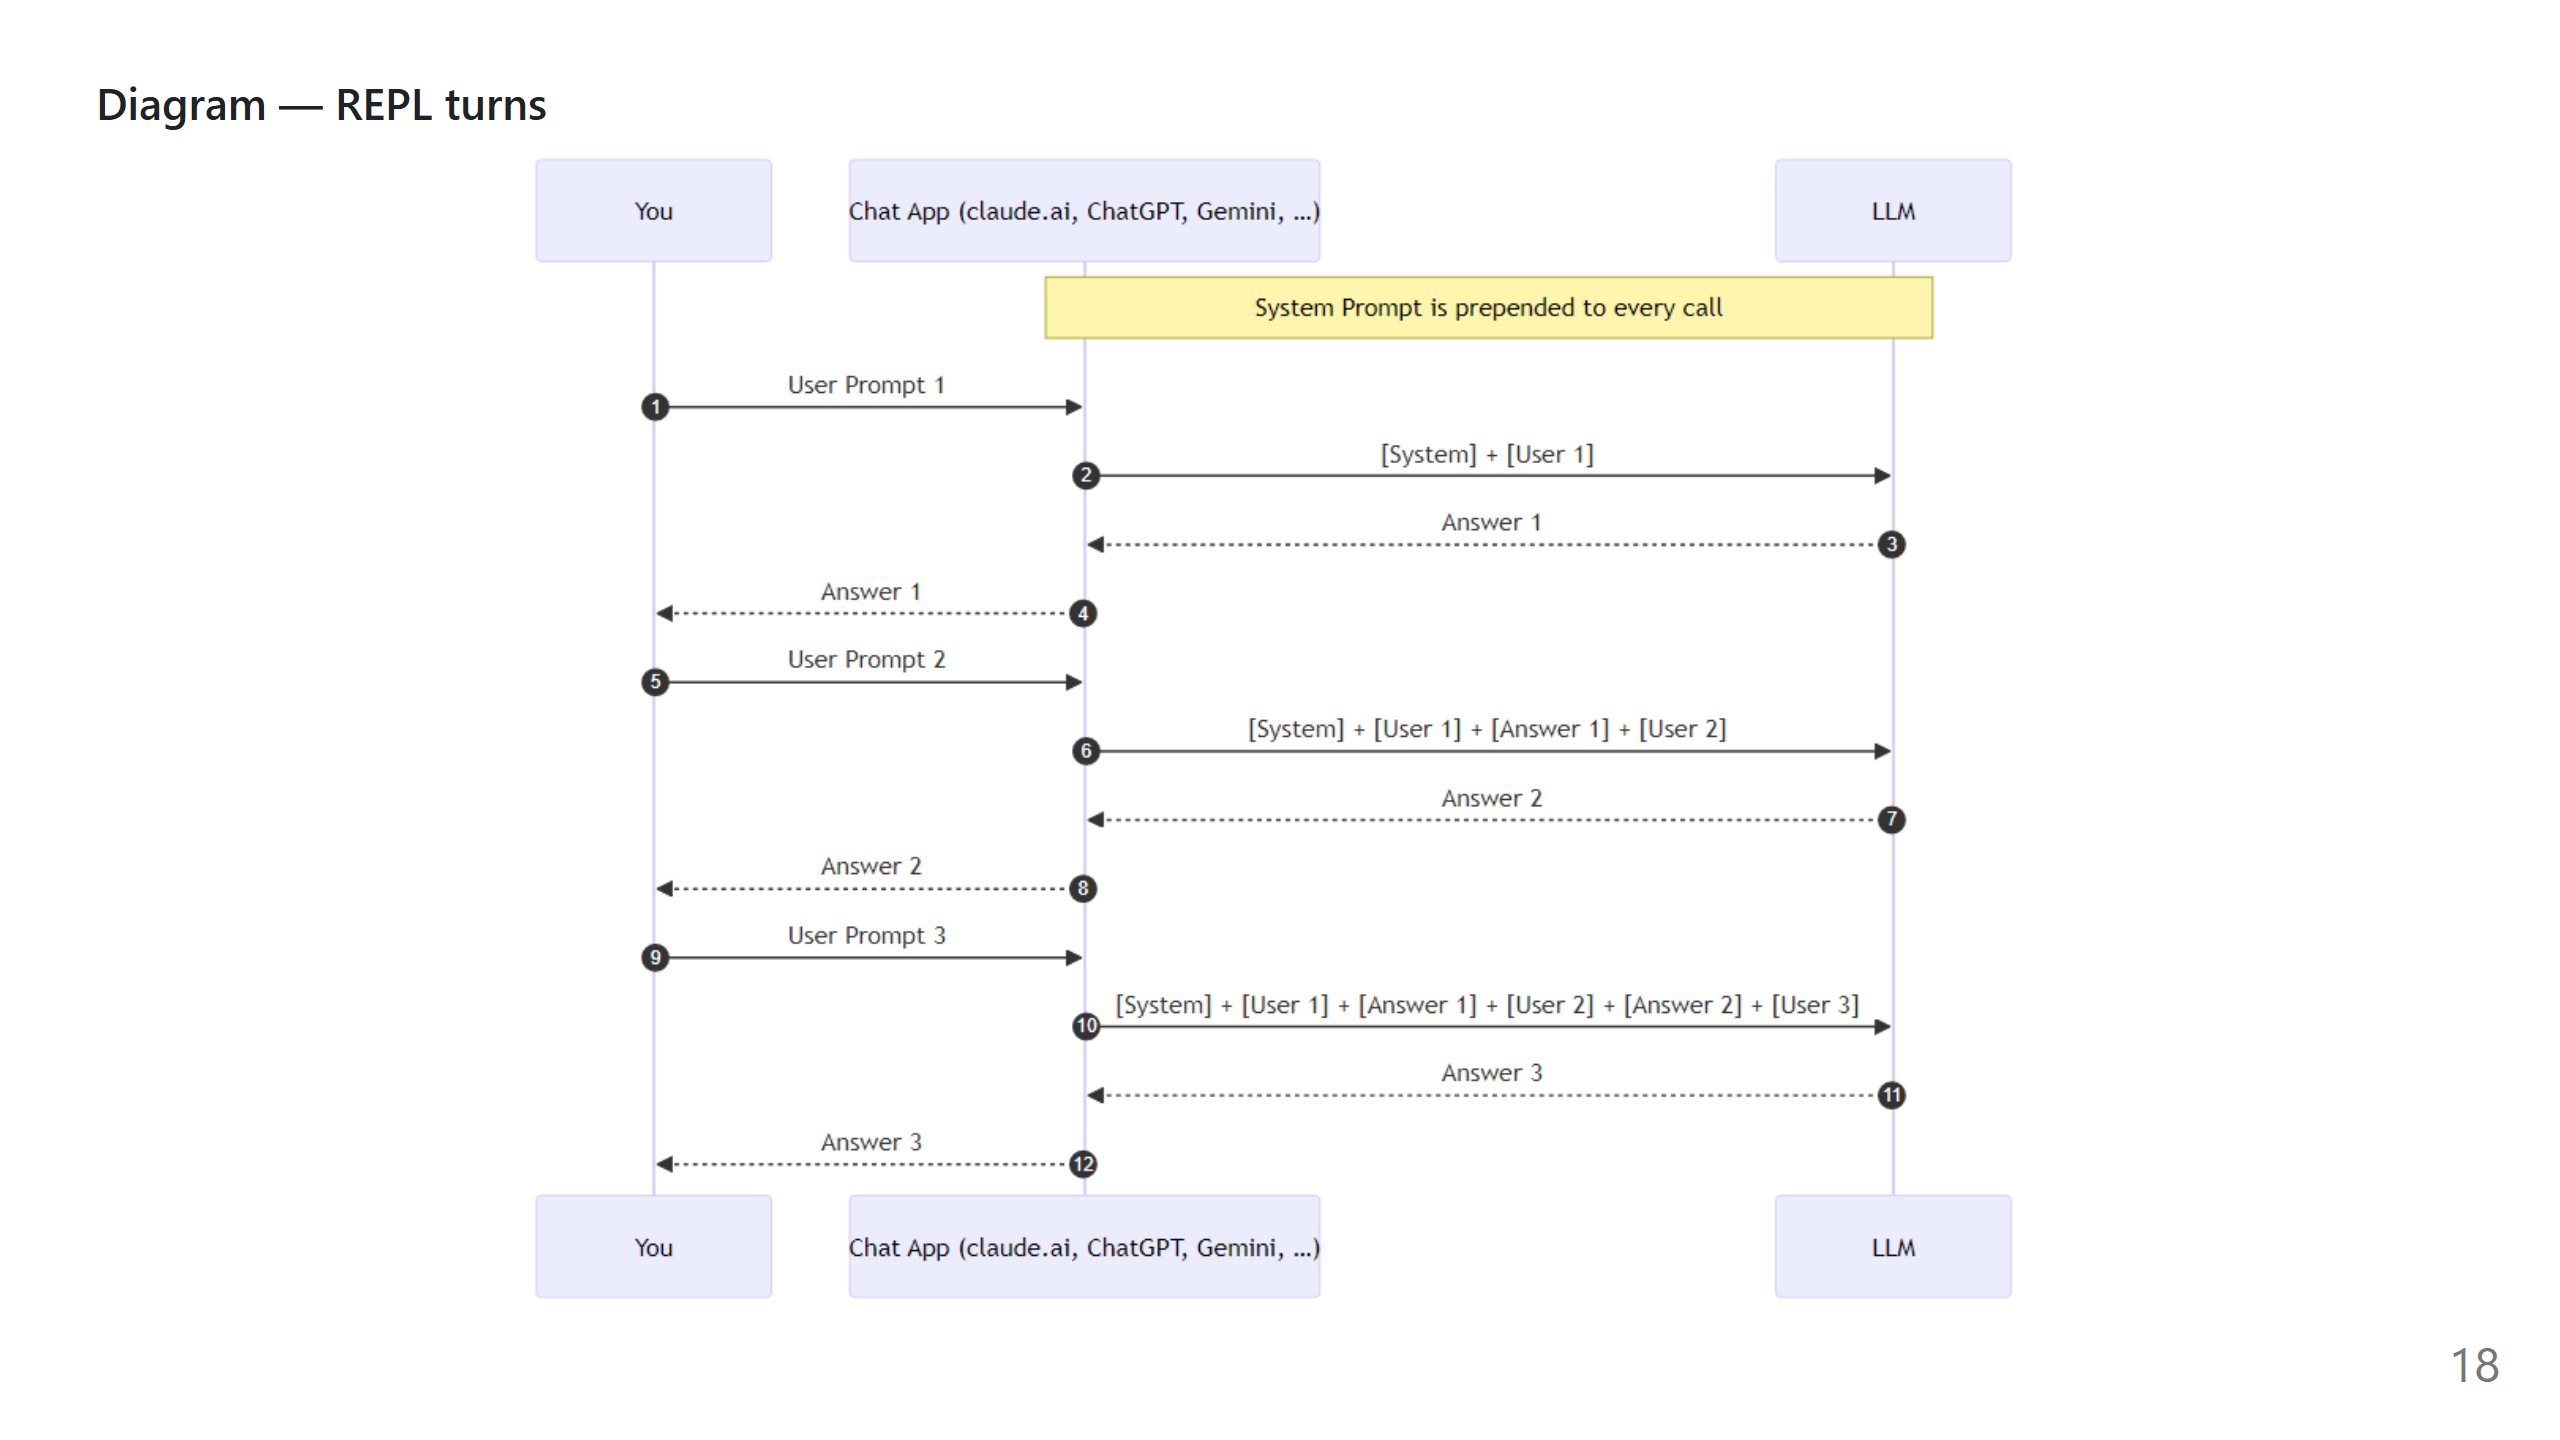 Diagram — REPL turns
You
Chat App (claude.ai, ChatGPT, Gemini, ...)
LLM
System Prompt is prepended to every call
User Prompt 1
1
[System] + [User 1]
2
Answer 1
3
Answer 1
4
User Prompt 2
5
[System] + [User 1] + [Answer 1] + [User 2]
6
Answer 2
7
Answer 2
8
User Prompt 3
9
[System] + [User 1] + [Answer 1] + [User 2] + [Answer 2] + [User 3]
10
Answer 3
11
Answer 3
12
You
Chat App (claude.ai, ChatGPT, Gemini, ...)
LLM
18